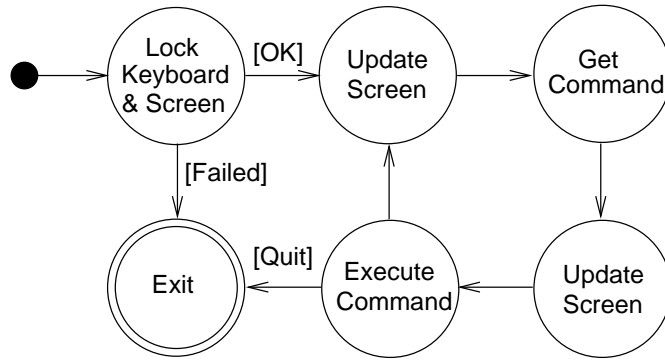 Lock
Keyboard
& Screen
[OK]
Update
Screen
Get
Command
[Failed]
Exit
[Quit]
Execute
Command
Update
Screen